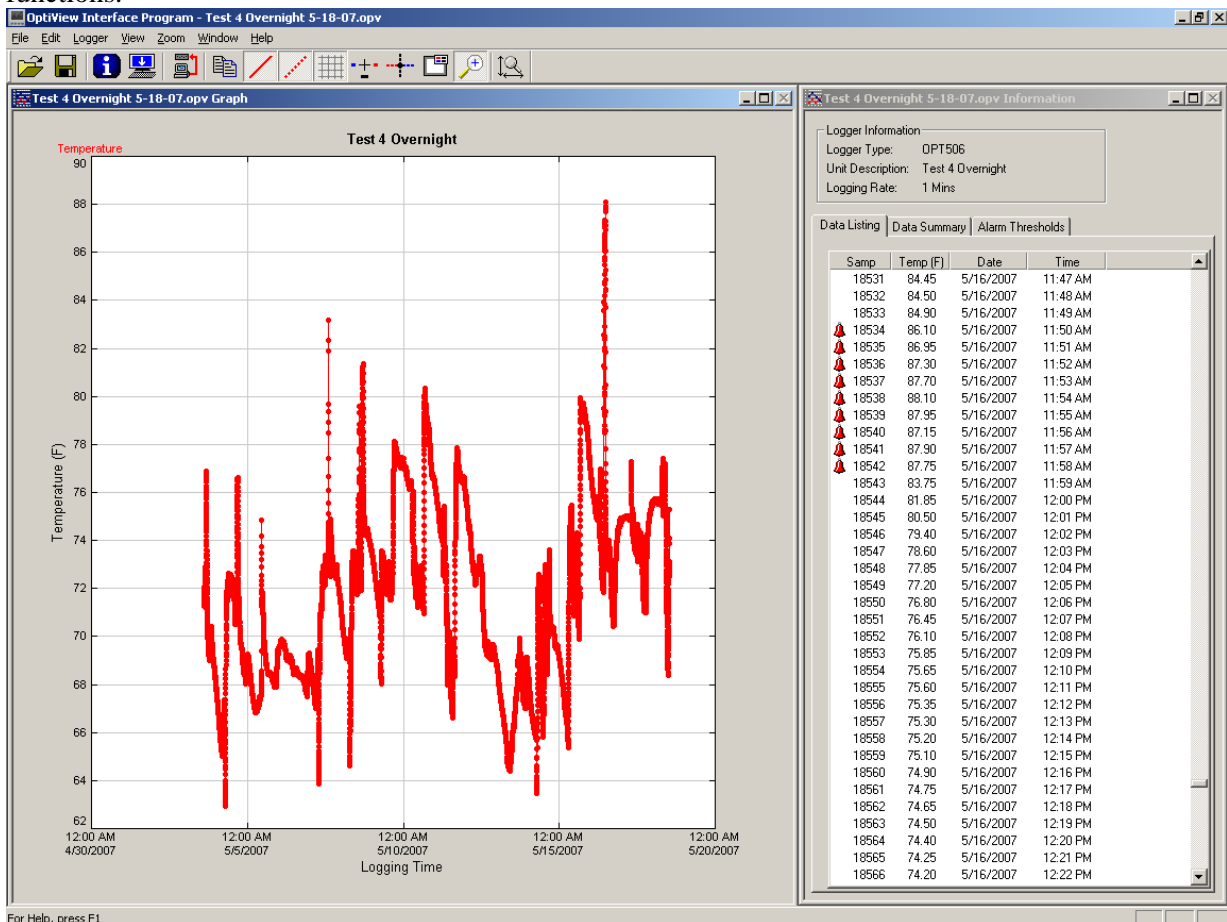 functions.
OptiView Interface Program - Test 4 Overnight 5-18-07.opv
File Edit Logger View Zoom Window Help
Test 4 Overnight 5-18-07.opv Graph
Test 4 Overnight
Temperature
90
88
86
84
82
80
78
76
74
72
70
68
66
64
62
Temperature (F)
12:00 AM 12:00 AM 12:00 AM 12:00 AM 12:00 AM
4/30/2007 5/5/2007 5/10/2007 5/15/2007 5/20/2007
Logging Time
Test 4 Overnight 5-18-07.opv Information
Logger Information
Logger Type: OPT506
Unit Description: Test 4 Overnight
Logging Rate: 1 Mins
Data Listing Data Summary Alarm Thresholds
Samp Temp (F) Date Time
18531 84.45 5/16/2007 11:47 AM
18532 84.50 5/16/2007 11:48 AM
18533 84.90 5/16/2007 11:49 AM
18534 86.10 5/16/2007 11:50 AM
18535 86.95 5/16/2007 11:51 AM
18536 87.30 5/16/2007 11:52 AM
18537 87.70 5/16/2007 11:53 AM
18538 88.10 5/16/2007 11:54 AM
18539 87.95 5/16/2007 11:55 AM
18540 87.15 5/16/2007 11:56 AM
18541 87.90 5/16/2007 11:57 AM
18542 87.75 5/16/2007 11:58 AM
18543 83.75 5/16/2007 11:59 AM
18544 81.85 5/16/2007 12:00 PM
18545 80.50 5/16/2007 12:01 PM
18546 79.40 5/16/2007 12:02 PM
18547 78.60 5/16/2007 12:03 PM
18548 77.85 5/16/2007 12:04 PM
18549 77.20 5/16/2007 12:05 PM
18550 76.80 5/16/2007 12:06 PM
18551 76.45 5/16/2007 12:07 PM
18552 76.10 5/16/2007 12:08 PM
18553 75.85 5/16/2007 12:09 PM
18554 75.65 5/16/2007 12:10 PM
18555 75.60 5/16/2007 12:11 PM
18556 75.35 5/16/2007 12:12 PM
18557 75.30 5/16/2007 12:13 PM
18558 75.20 5/16/2007 12:14 PM
18559 75.10 5/16/2007 12:15 PM
18560 74.90 5/16/2007 12:16 PM
18561 74.75 5/16/2007 12:17 PM
18562 74.65 5/16/2007 12:18 PM
18563 74.50 5/16/2007 12:19 PM
18564 74.40 5/16/2007 12:20 PM
18565 74.25 5/16/2007 12:21 PM
18566 74.20 5/16/2007 12:22 PM
For Help, press F1